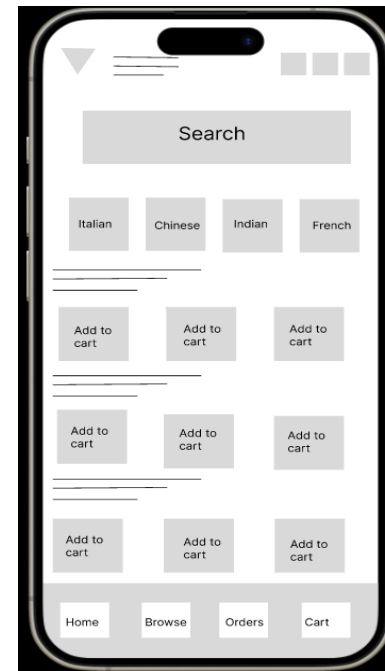 Search
Italian Chinese Indian French
Add to Add to Add to
cart cart cart
Add to Add to Add to
cart cart cart
Add to Add to Add to
cart cart cart
Home Browse Orders Cart